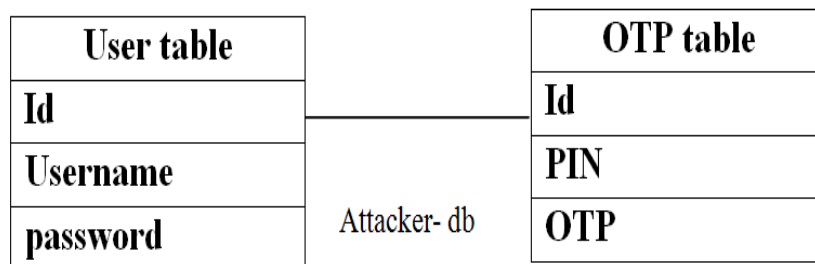 User table
Id
Username
password
Attacker- db
OTP table
Id
PIN
OTP